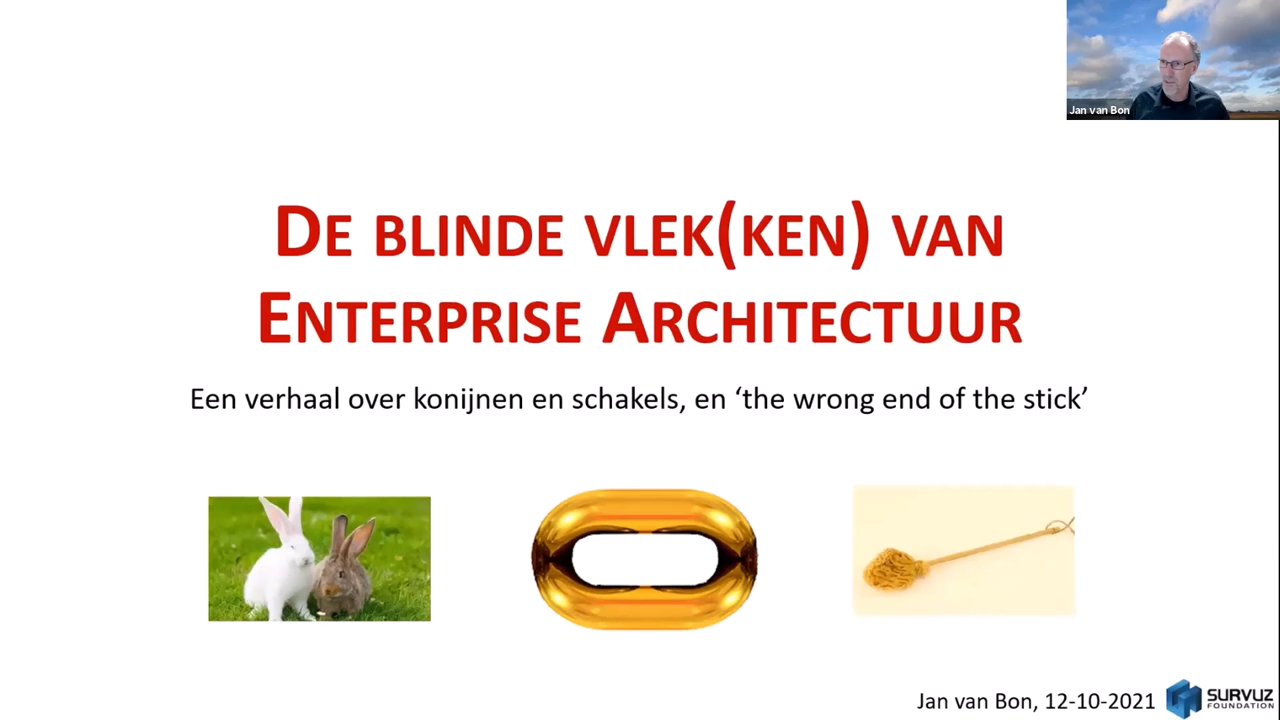 Jan van Bon
De blinde vlek(ken) van
Enterprise Architectuur
Een verhaal over konijnen en schakels, en ‘the wrong end of the stick’
Jan van Bon, 12-10-2021
SURVUZ
FOUNDATION